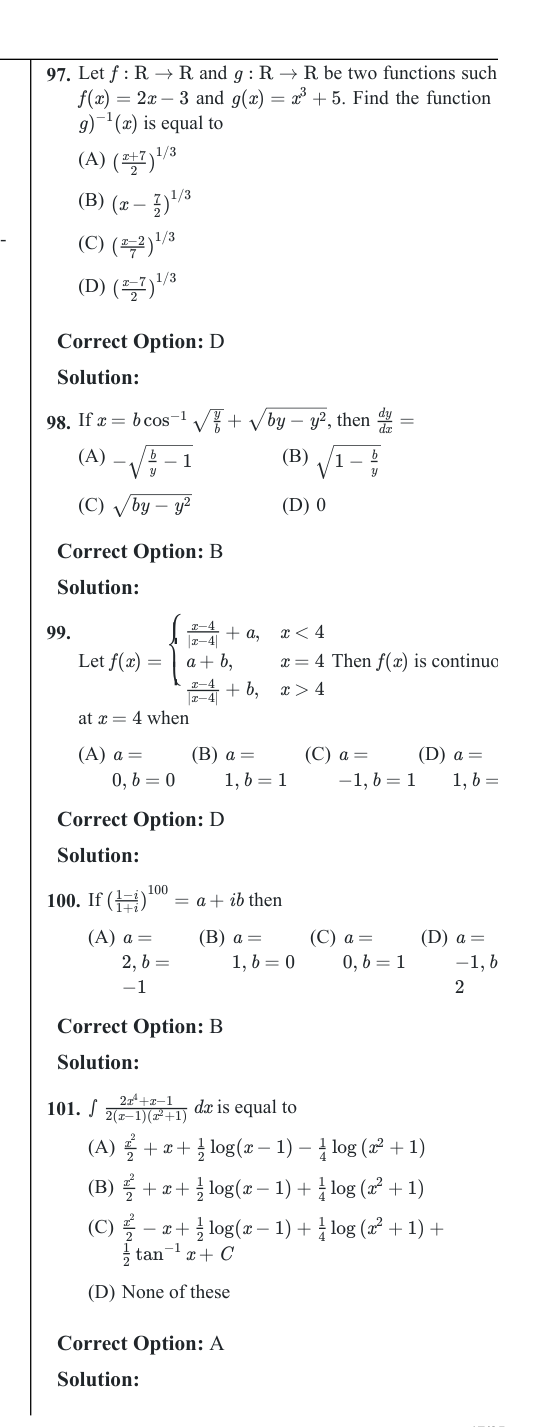 97. Let f : R → R and g : R → R be two functions such
f(x) = 2x − 3 and g(x) = x³ + 5. Find the function
g)⁻¹(x) is equal to
(A) ((x+7)/2)^{1/3}
(B) (x − 7/2)^{1/3}
(C) ((x−2)/7)^{1/3}
(D) ((x−7)/2)^{1/3}
Correct Option: D
Solution:
98. If x = b cos⁻¹ √(y/b) + √(by − y²), then dy/dx =
(A) −√(b/y − 1) (B) √(1 − b/y)
(C) √(by − y²) (D) 0
Correct Option: B
Solution:
99.
Let f(x) = { (x−4)/|x−4| + a, x < 4
a + b, x = 4 Then f(x) is continuo
(x−4)/|x−4| + b, x > 4
at x = 4 when
(A) a = (B) a = (C) a = (D) a =
0, b = 0 1, b = 1 −1, b = 1 1, b =
Correct Option: D
Solution:
100. If ((1−i)/(1+i))^{100} = a + ib then
(A) a = (B) a = (C) a = (D) a =
2, b = 1, b = 0 0, b = 1 −1, b
−1 2
Correct Option: B
Solution:
101. ∫ (2x⁴+x−1)/(2(x−1)(x²+1)) dx is equal to
(A) x²/2 + x + 1/2 log(x − 1) − 1/4 log (x² + 1)
(B) x²/2 + x + 1/2 log(x − 1) + 1/4 log (x² + 1)
(C) x²/2 − x + 1/2 log(x − 1) + 1/4 log (x² + 1) +
1/2 tan⁻¹ x + C
(D) None of these
Correct Option: A
Solution: